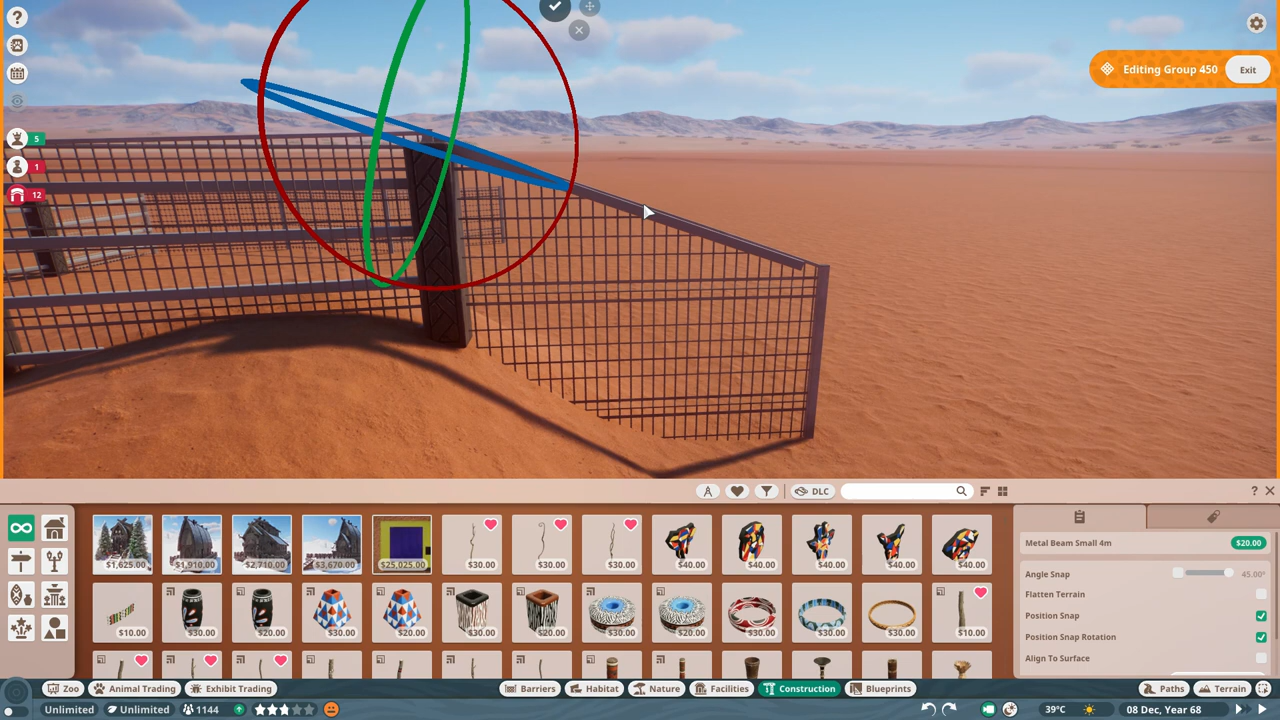 ?
Editing Group 450 Exit
5
1
12
DLC
? 
$1,625.00 $1,910.00 $2,710.00 $3,670.00 $25,025.00 $30.00 $30.00 $30.00 $40.00 $40.00 $40.00 $40.00 $40.00
Metal Beam Small 4m $20.00
Angle Snap 45.00°
Flatten Terrain
$10.00 $30.00 $20.00 $30.00 $20.00 $30.00 $20.00 $30.00 $20.00 $30.00 $30.00 $30.00 $10.00
Position Snap
Position Snap Rotation
Align To Surface
Zoo Animal Trading Exhibit Trading Barriers Habitat Nature Facilities Construction Blueprints Paths Terrain
Unlimited Unlimited 1144 39°C 08 Dec, Year 68